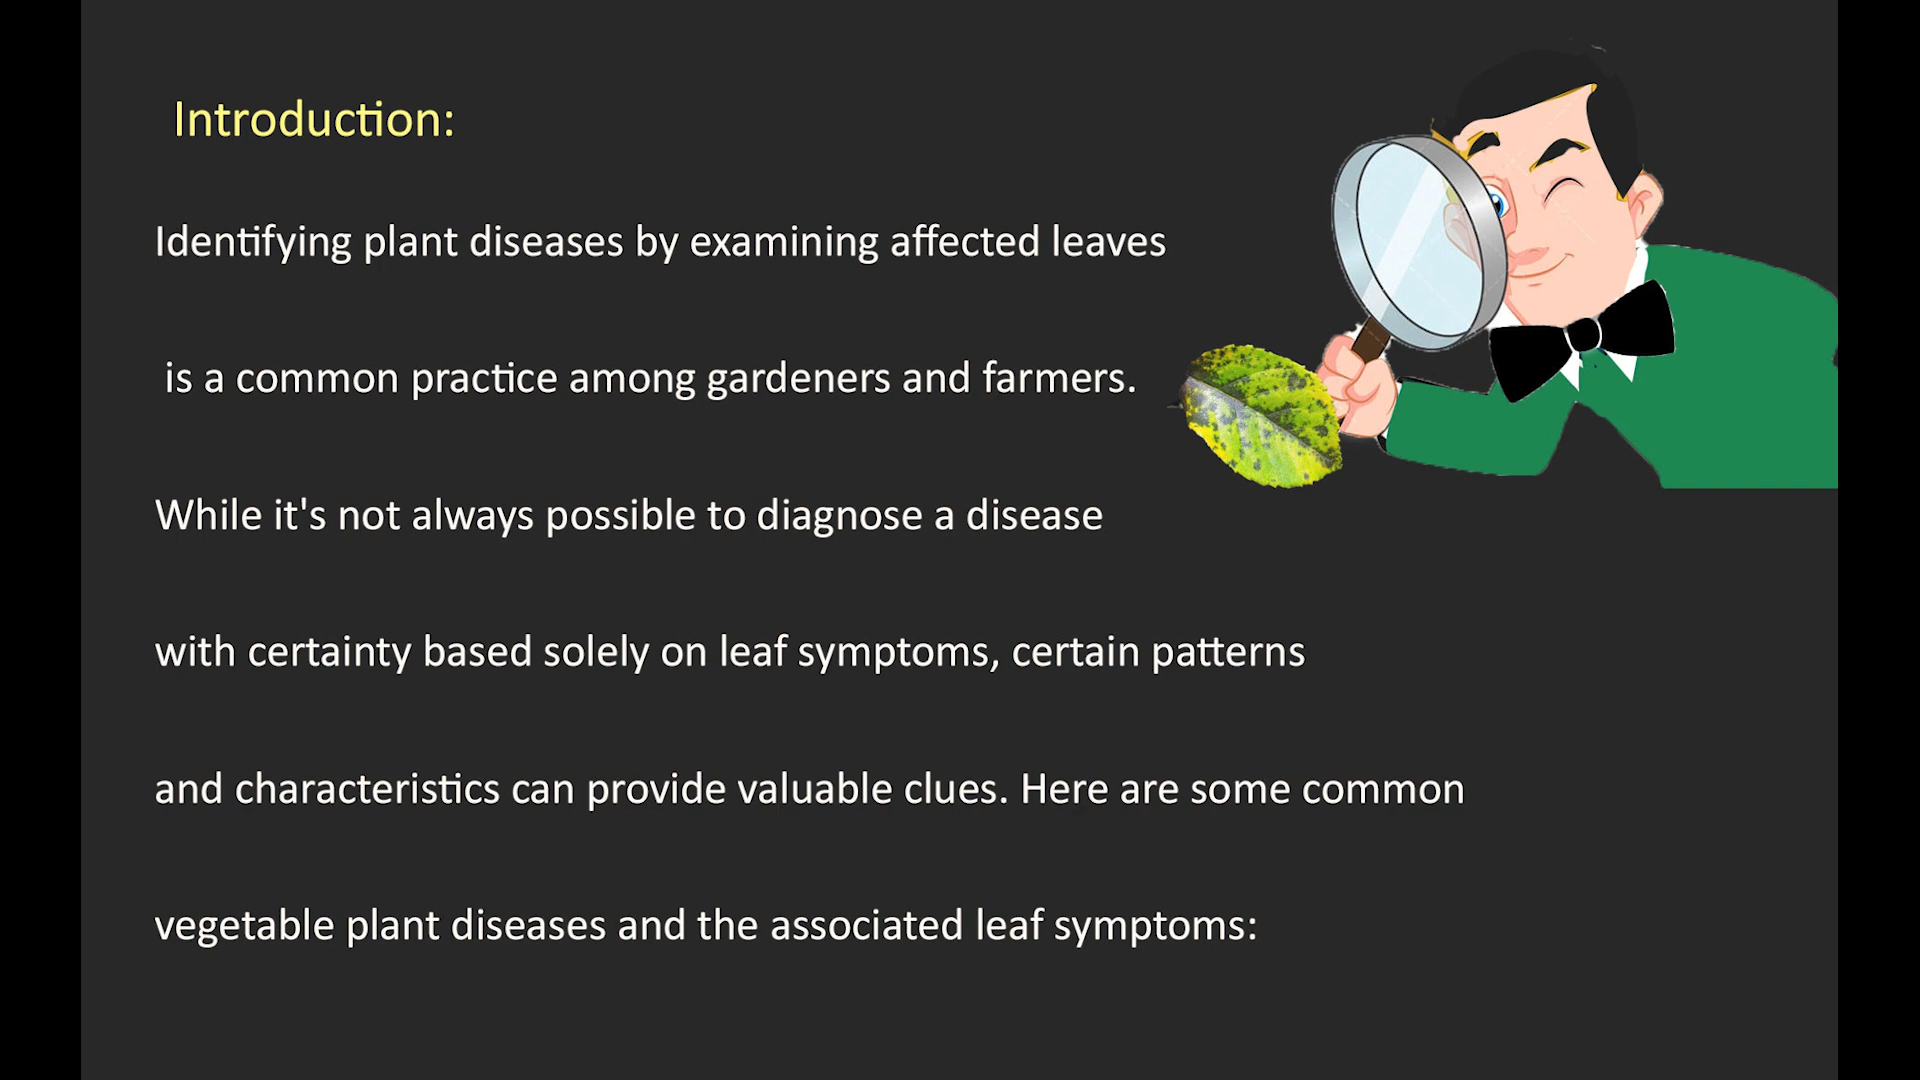 Introduction:
Identifying plant diseases by examining affected leaves
is a common practice among gardeners and farmers.
While it's not always possible to diagnose a disease
with certainty based solely on leaf symptoms, certain patterns
and characteristics can provide valuable clues. Here are some common
vegetable plant diseases and the associated leaf symptoms: